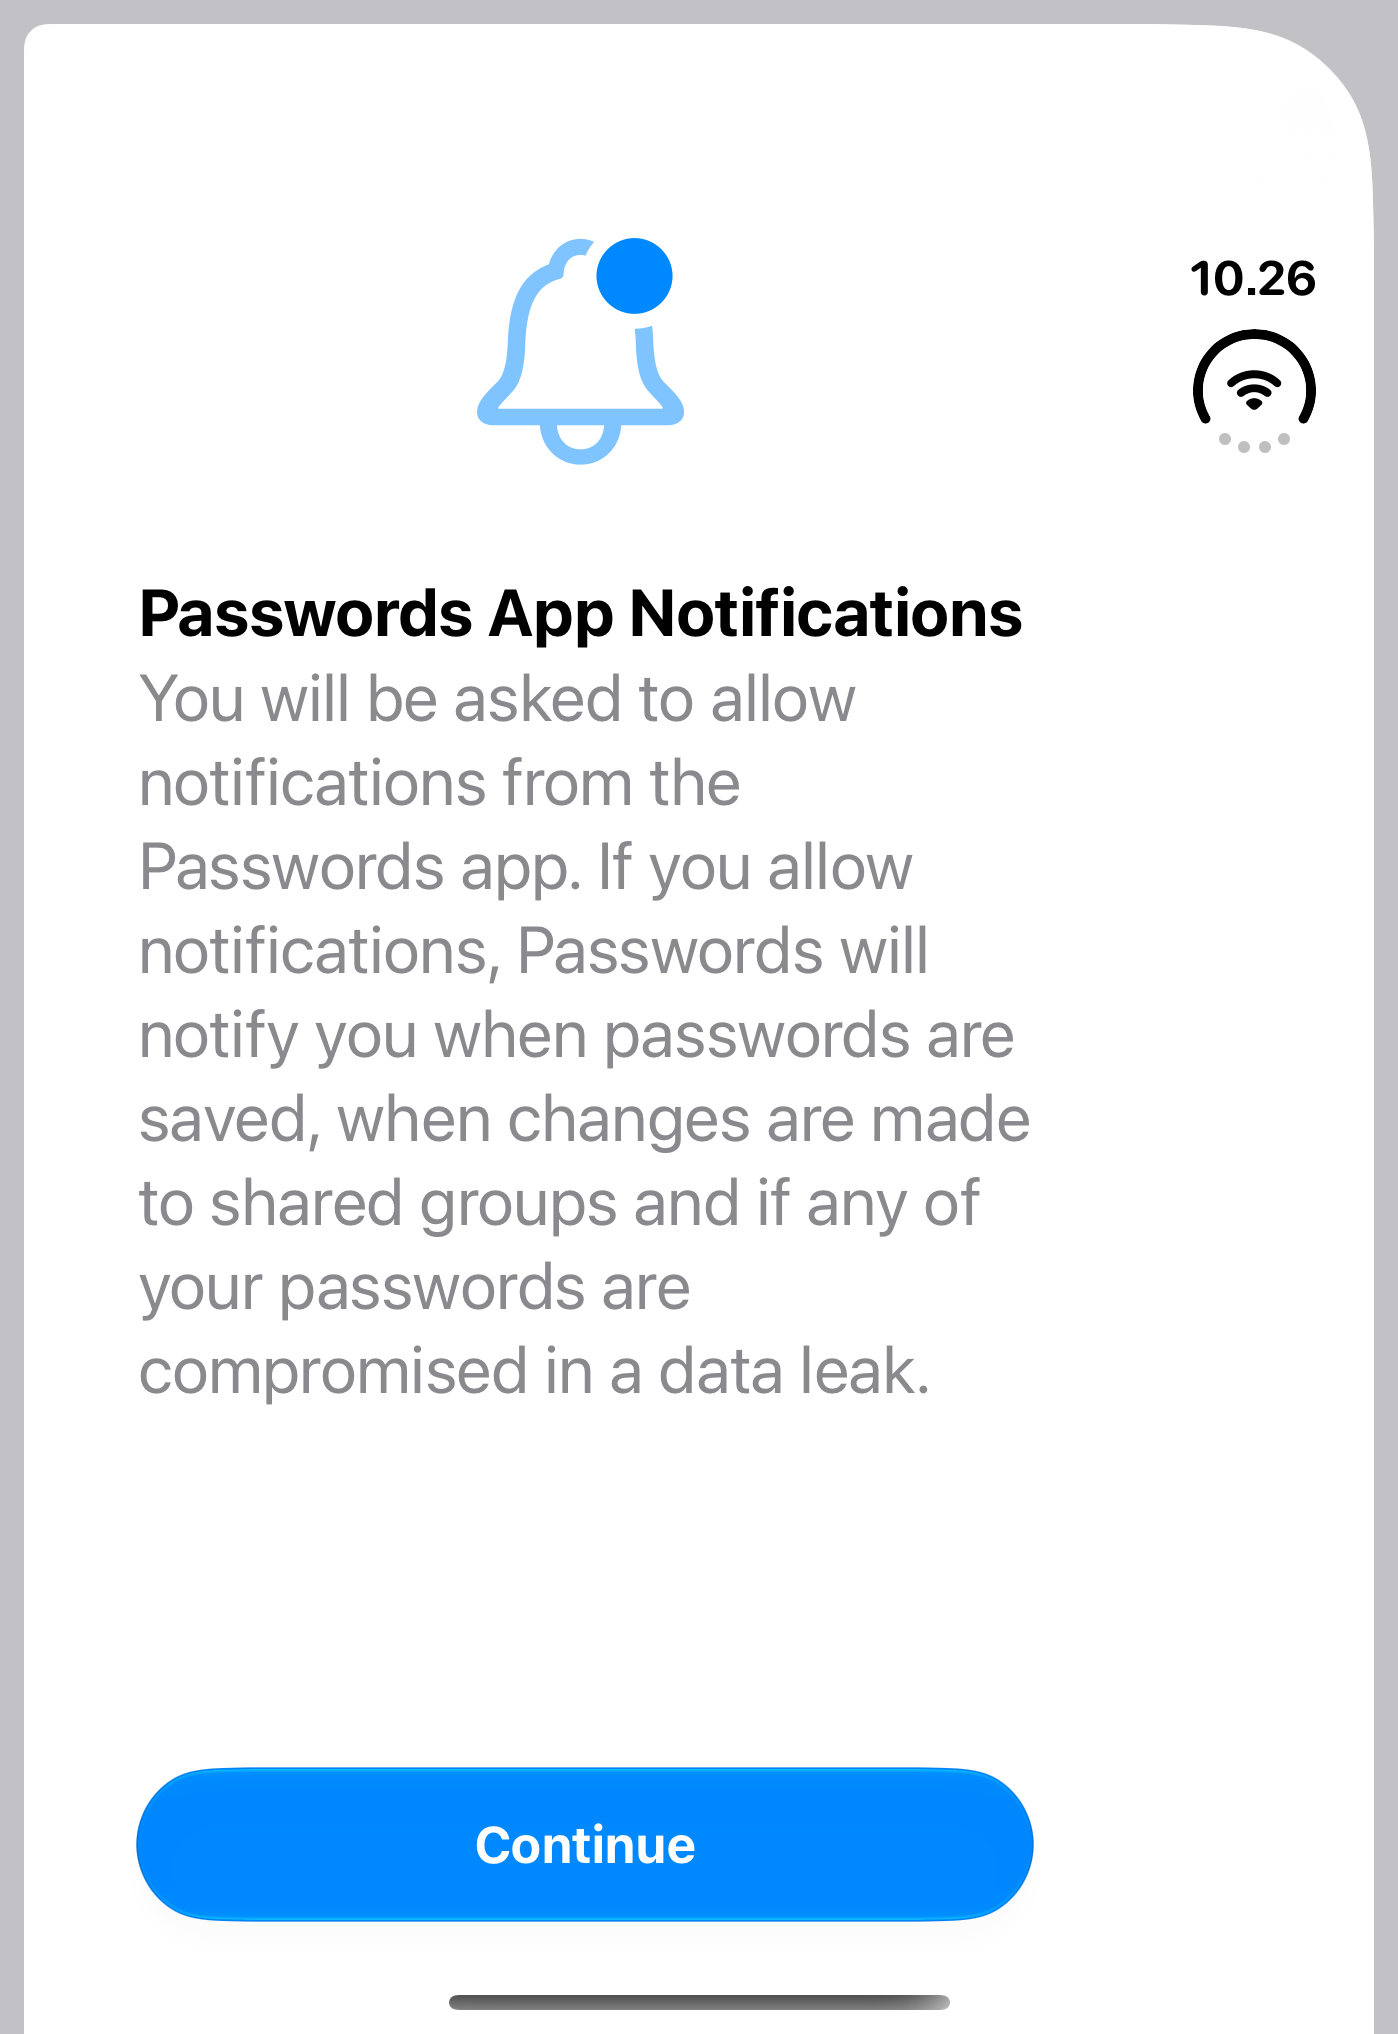 10.26
Passwords App Notifications
You will be asked to allow
notifications from the
Passwords app. If you allow
notifications, Passwords will
notify you when passwords are
saved, when changes are made
to shared groups and if any of
your passwords are
compromised in a data leak.
Continue